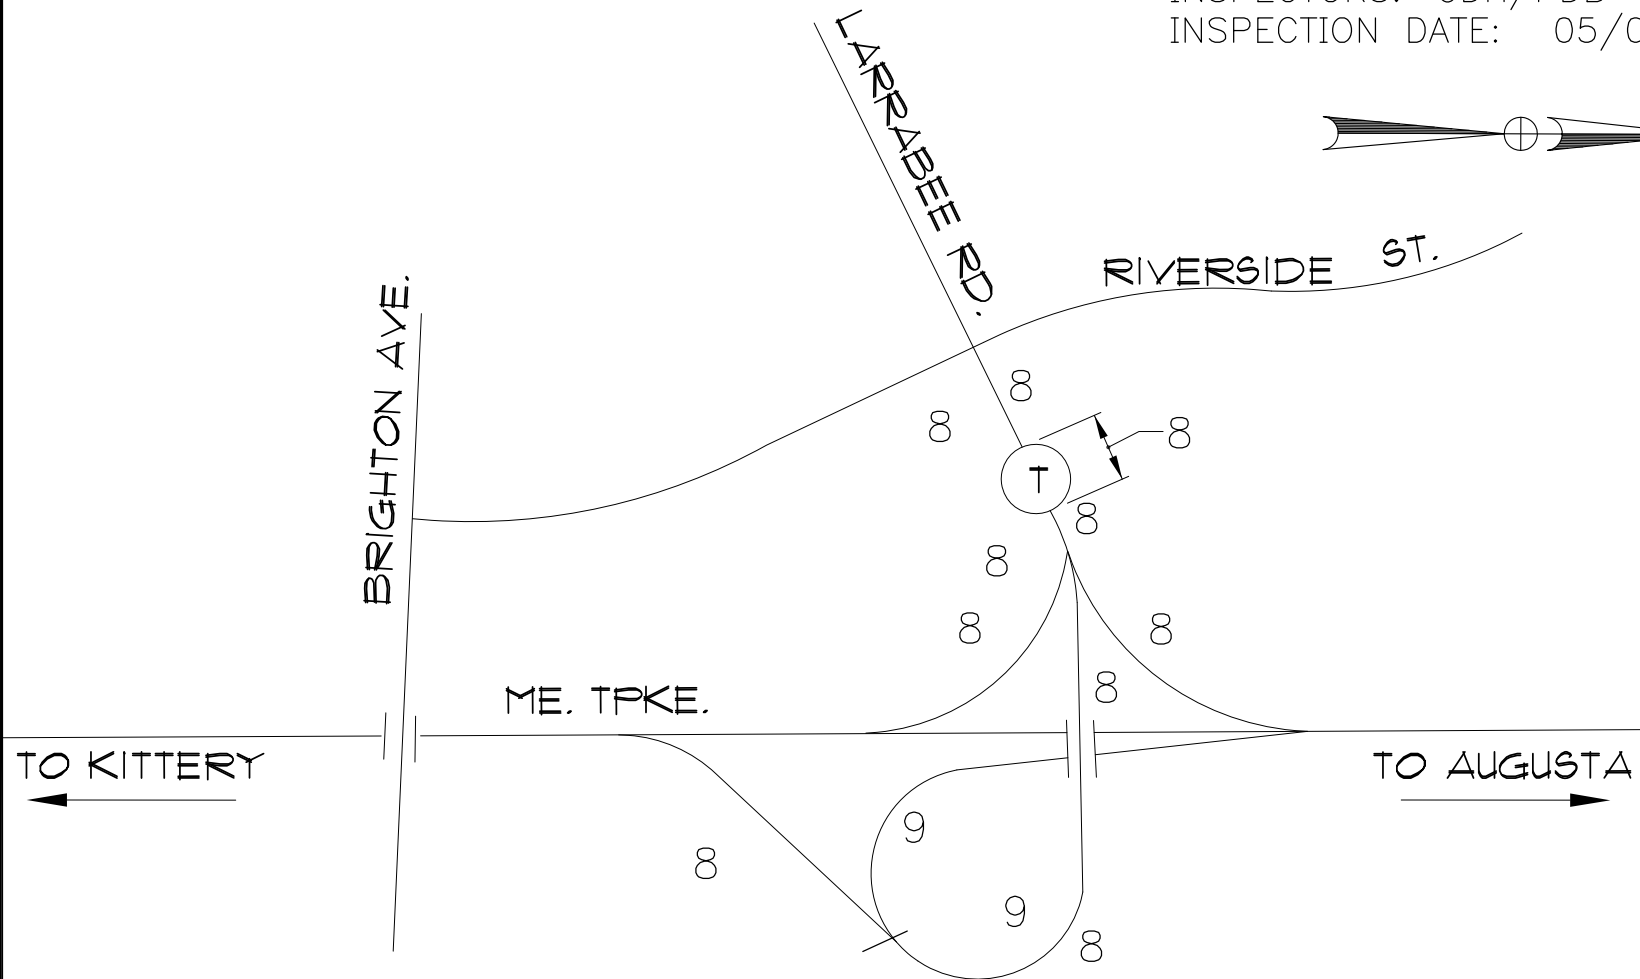 INSPECTION DATE: 05/0
LARRABEE RD.
RIVERSIDE ST.
BRIGHTON AVE.
8
8
8
T
8
8
8
8
ME. TPKE.
8
TO KITTERY
TO AUGUSTA
9
8
9
8